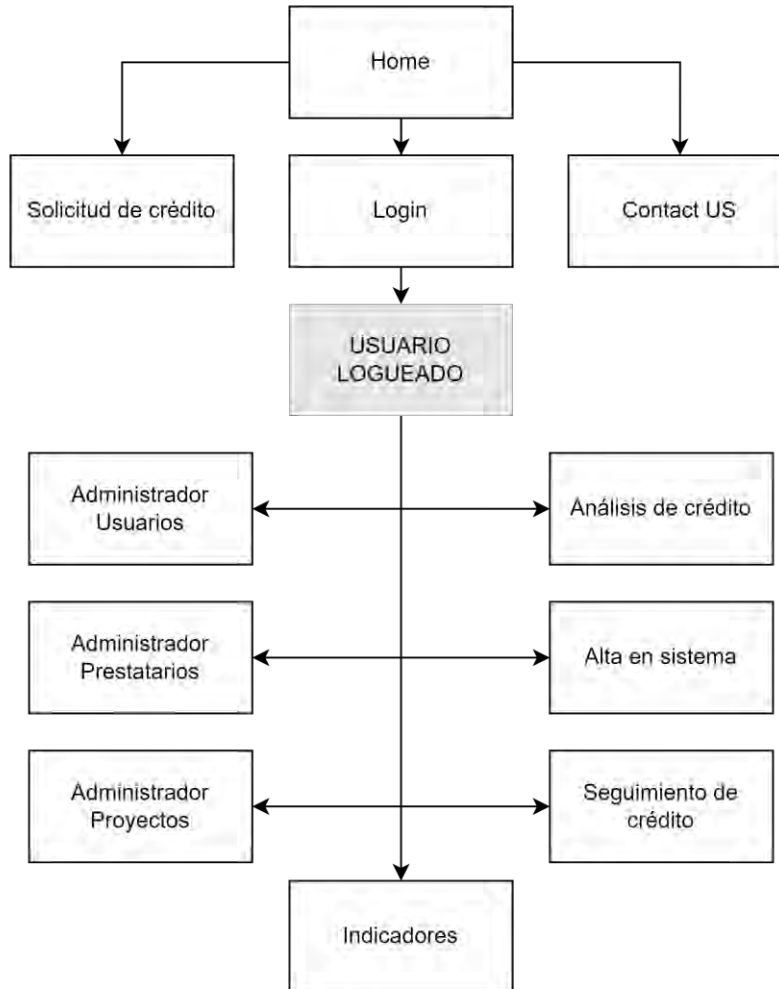 Home
Solicitud de crédito
Login
Contact US
USUARIO
LOGUEADO
Administrador
Usuarios
Análisis de crédito
Administrador
Prestatarios
Alta en sistema
Administrador
Proyectos
Seguimiento de
crédito
Indicadores